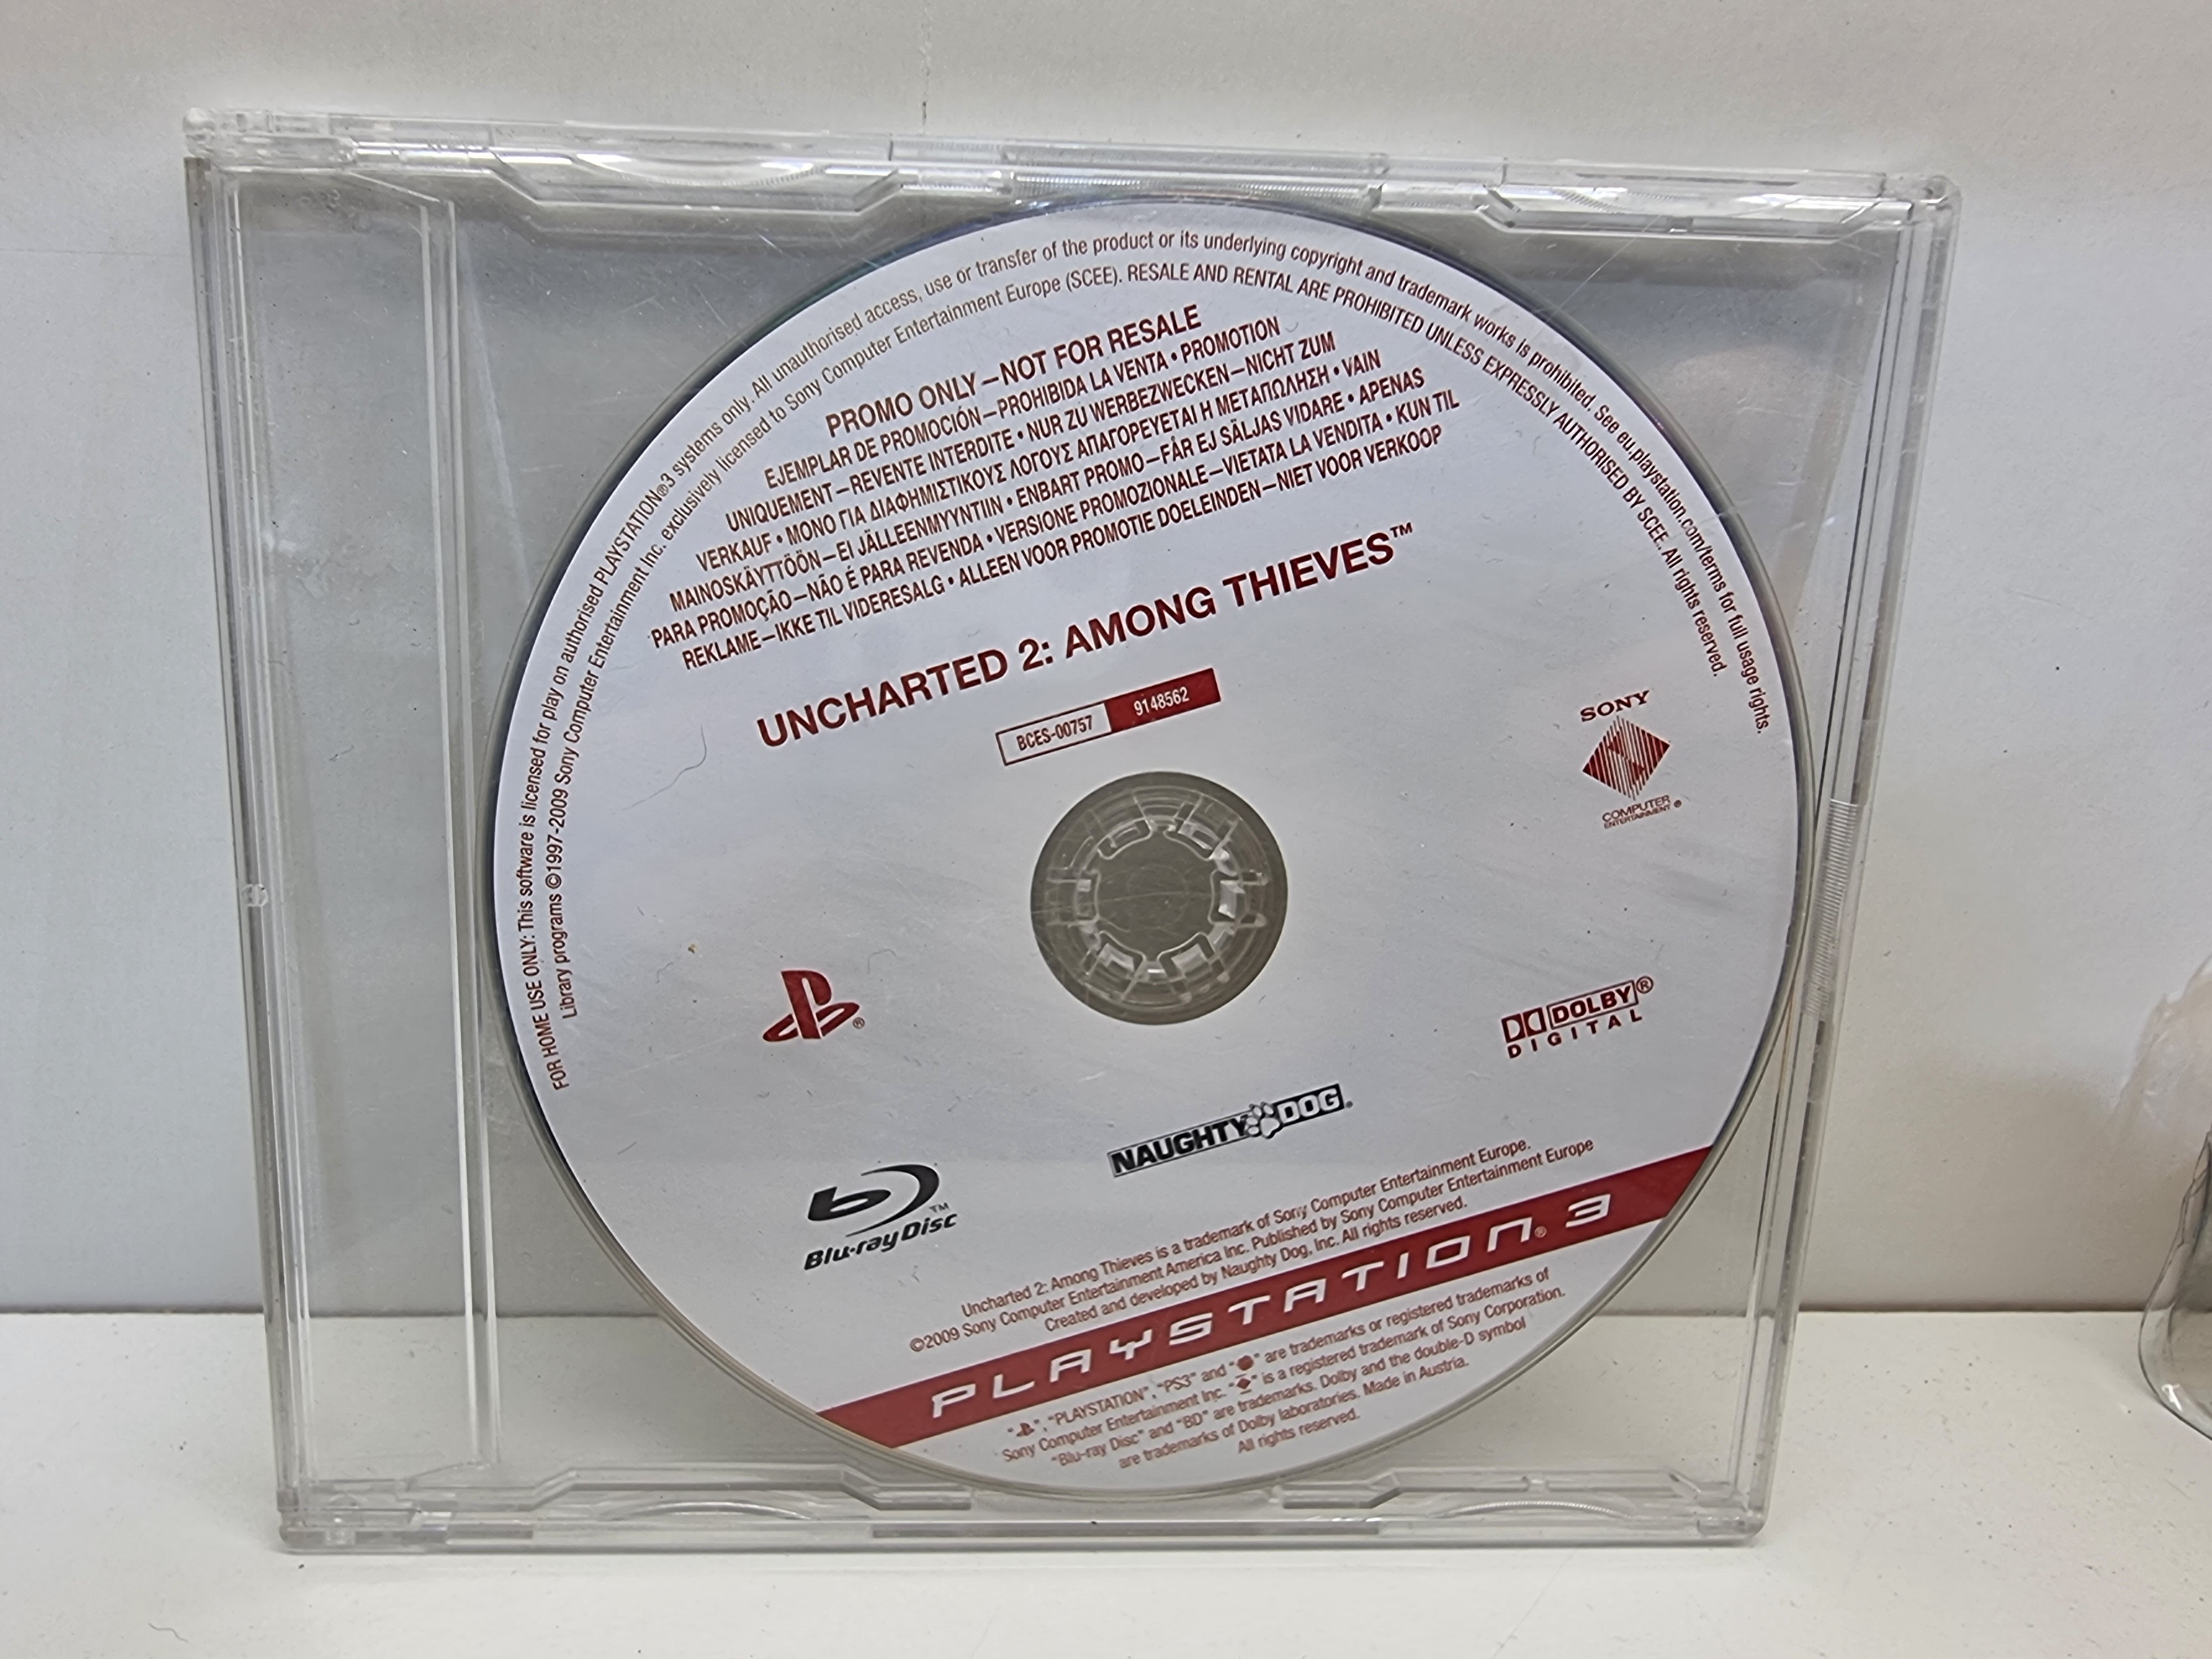 FOR HOME USE ONLY: This software is licensed for play on authorised PLAYSTATION®3 systems only. All unauthorised access, use or transfer of the product or its underlying copyright and trademark works is prohibited. See eu.playstation.com/terms for full usage rights.
Library programs ©1997-2009 Sony Computer Entertainment Inc. exclusively licensed to Sony Computer Entertainment Europe (SCEE). RESALE AND RENTAL ARE PROHIBITED UNLESS EXPRESSLY AUTHORISED BY SCEE. All rights reserved.
PROMO ONLY – NOT FOR RESALE
EJEMPLAR DE PROMOCIÓN – PROHIBIDA LA VENTA • PROMOTION
UNIQUEMENT – REVENTE INTERDITE • NUR ZU WERBEZWECKEN – NICHT ZUM
VERKAUF • ΜΟΝΟ ΓΙΑ ΔΙΑΦΗΜΙΣΤΙΚΟΥΣ ΛΟΓΟΥΣ ΑΠΑΓΟΡΕΥΕΤΑΙ Η ΜΕΤΑΠΩΛΗΣΗ • VAIN
MAINOSKÄYTTÖÖN – EI JÄLLEENMYYNTIIN • ENBART PROMO – FÅR EJ SÄLJAS VIDARE • APENAS
PARA PROMOÇÃO – NÃO É PARA REVENDA • VERSIONE PROMOZIONALE – VIETATA LA VENDITA • KUN TIL
REKLAME – IKKE TIL VIDERESALG • ALLEEN VOOR PROMOTIE DOELEINDEN – NIET VOOR VERKOOP
UNCHARTED 2: AMONG THIEVES™
BCES-00757 9148562
SONY
COMPUTER
ENTERTAINMENT®
DOLBY®
DIGITAL
NAUGHTY DOG
Blu-ray Disc™
Uncharted 2: Among Thieves is a trademark of Sony Computer Entertainment Europe.
©2009 Sony Computer Entertainment America Inc. Published by Sony Computer Entertainment Europe
Created and developed by Naughty Dog, Inc. All rights reserved.
PLAYSTATION® 3
"", "PLAYSTATION", "PS3" and "" are trademarks or registered trademarks of
Sony Computer Entertainment Inc. "" is a registered trademark of Sony Corporation.
"Blu-ray Disc" and "BD" are trademarks. Dolby and the double-D symbol
are trademarks of Dolby laboratories. Made in Austria.
All rights reserved.